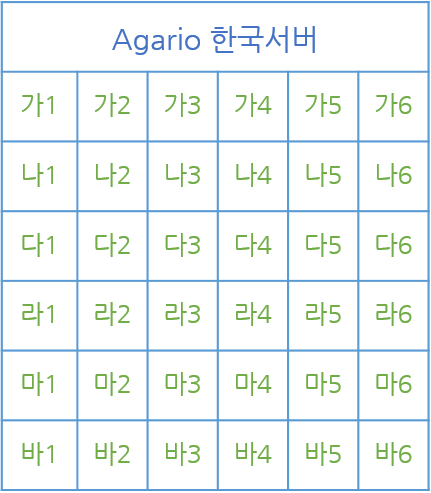 Agario 한국서버
가1 가2 가3 가4 가5 가6
나1 나2 나3 나4 나5 나6
다1 다2 다3 다4 다5 다6
라1 라2 라3 라4 라5 라6
마1 마2 마3 마4 마5 마6
바1 바2 바3 바4 바5 바6